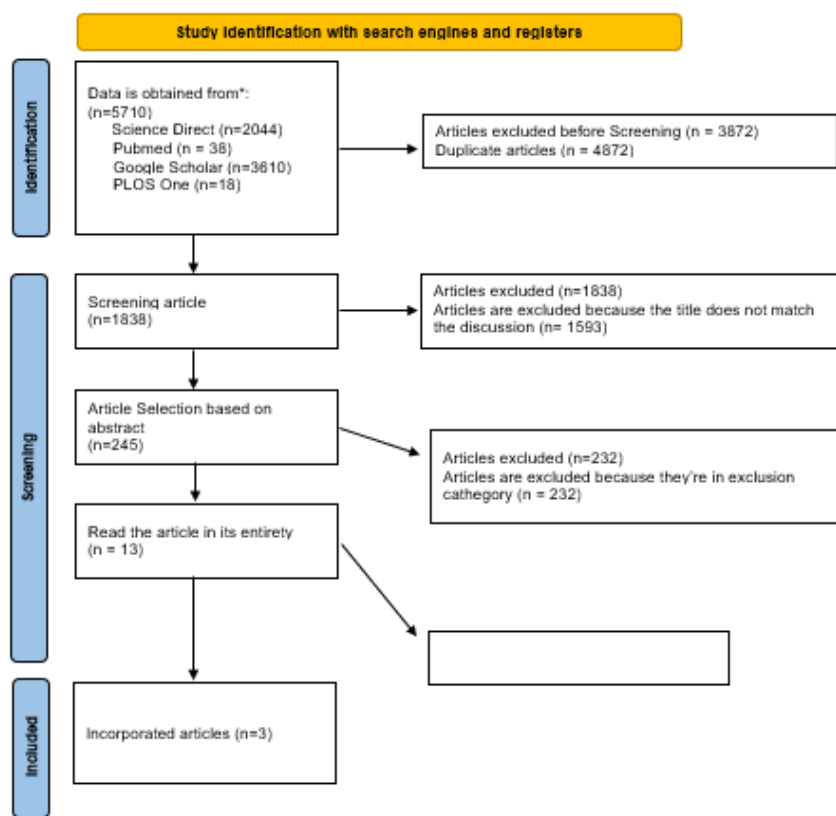 Study Identification with search engines and registers
Identification
Data is obtained from*:
(n=5710)
Science Direct (n=2044)
Pubmed (n = 38)
Google Scholar (n=3610)
PLOS One (n=18)
Articles excluded before Screening (n = 3872)
Duplicate articles (n = 4872)
Screening
Screening article
(n=1838)
Articles excluded (n=1838)
Articles are excluded because the title does not match
the discussion (n= 1593)
Article Selection based on
abstract
(n=245)
Articles excluded (n=232)
Articles are excluded because they're in exclusion
cathegory (n = 232)
Read the article in its entirety
(n = 13)
Included
Incorporated articles (n=3)